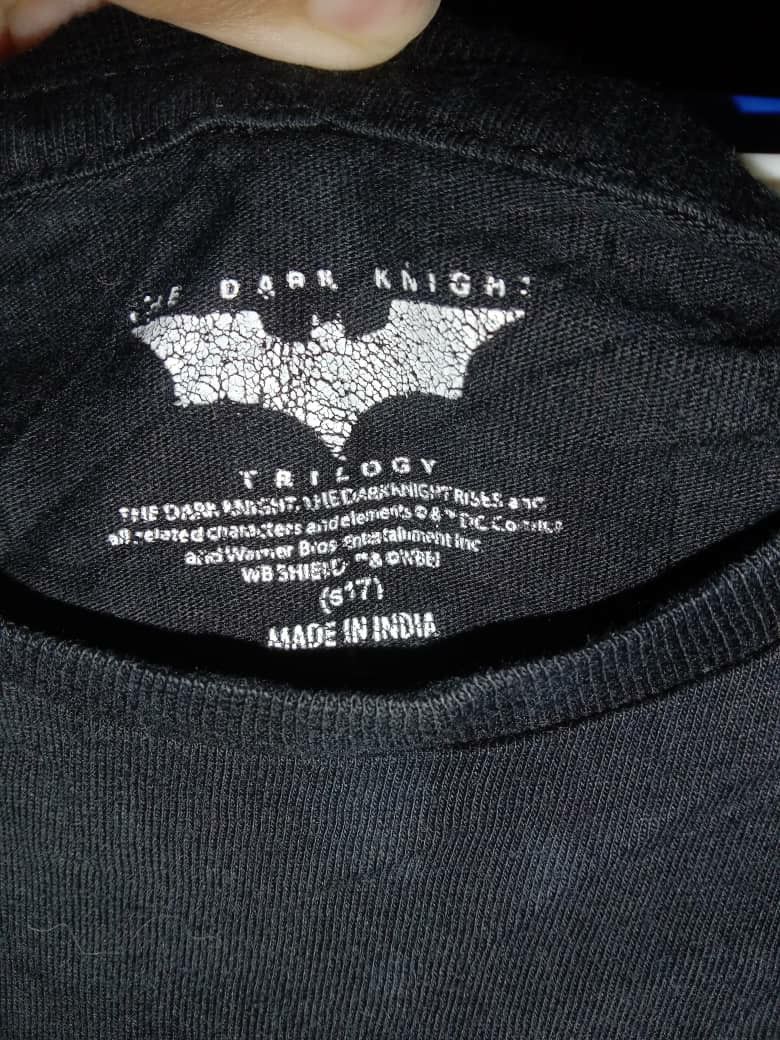 THE DARK KNIGHT
TRILOGY
THE DARK KNIGHT, THE DARK KNIGHT RISES and
all related characters and elements © & ™ DC Comics
and Warner Bros. Entertainment Inc.
WB SHIELD: ™ & © WBEI
(s17)
MADE IN INDIA